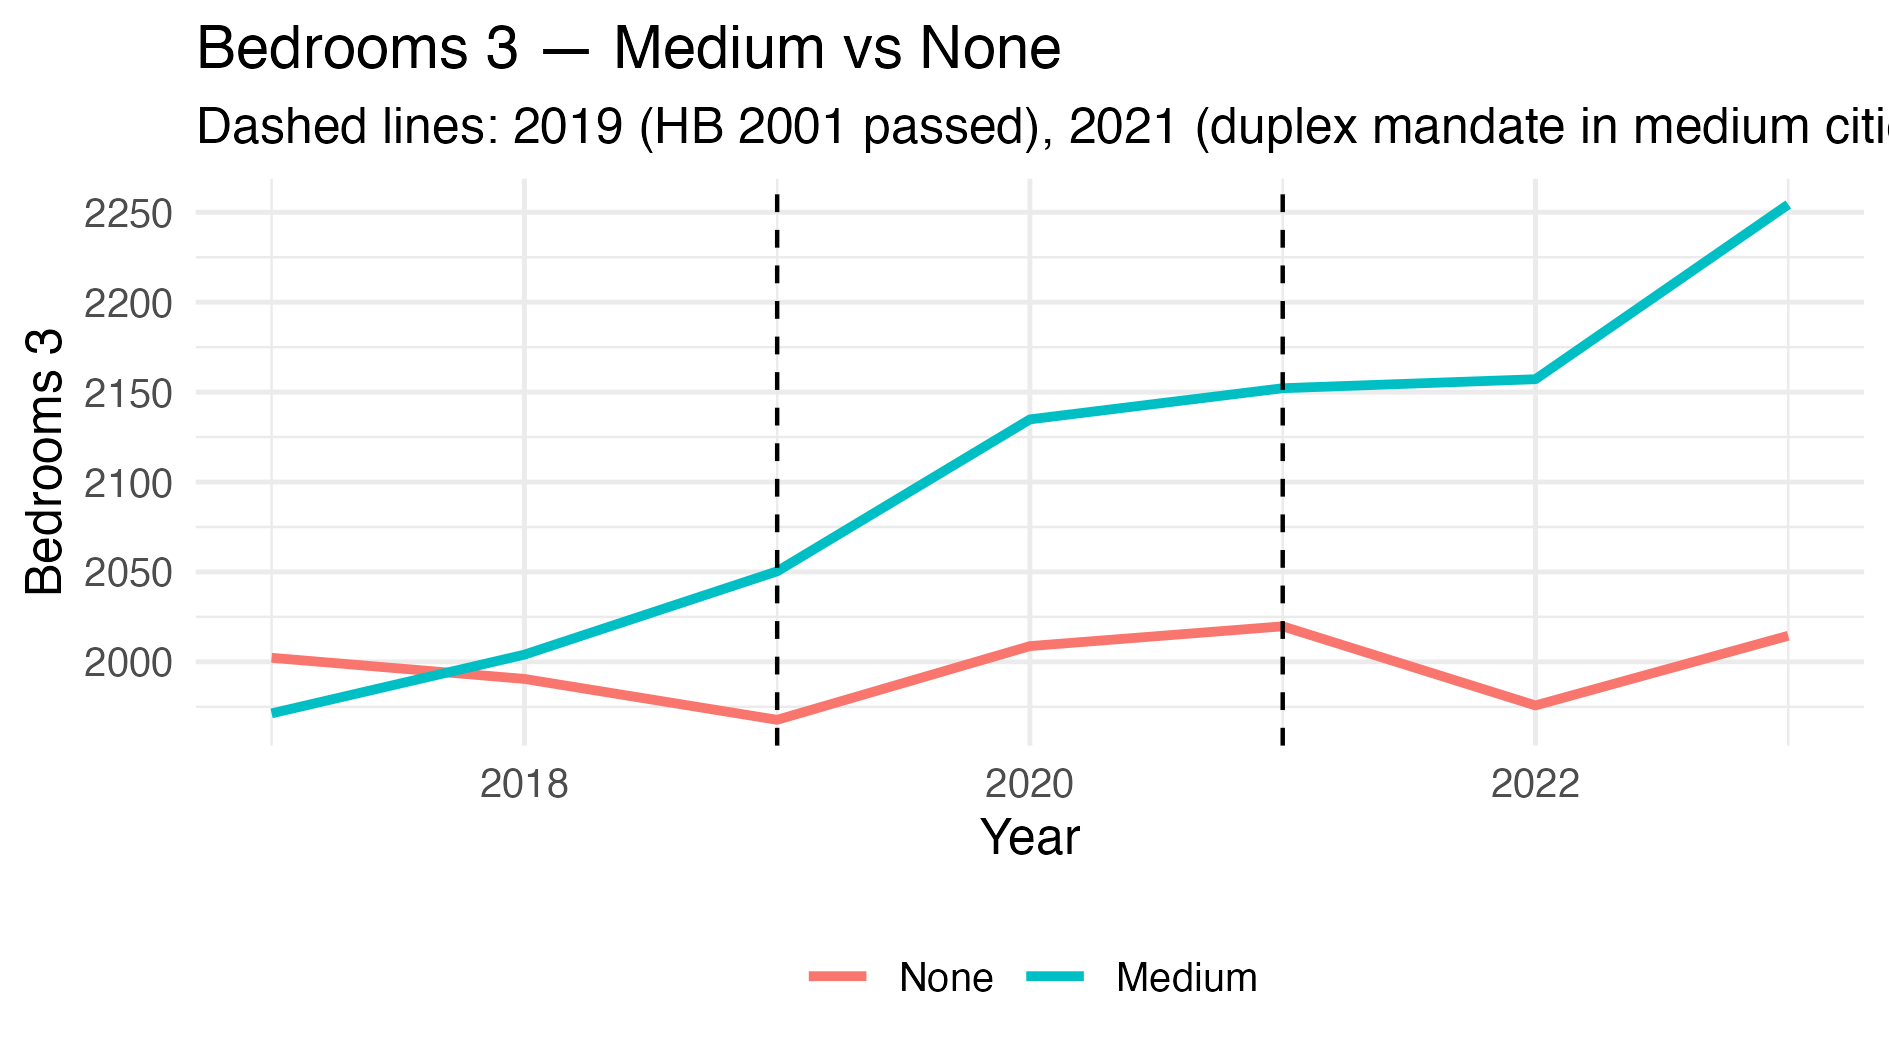 Bedrooms 3 — Medium vs None
Dashed lines: 2019 (HB 2001 passed), 2021 (duplex mandate in medium
2250
2200
2150
2100
2050
2000
Bedrooms 3
2018 2020 2022
Year
None Medium